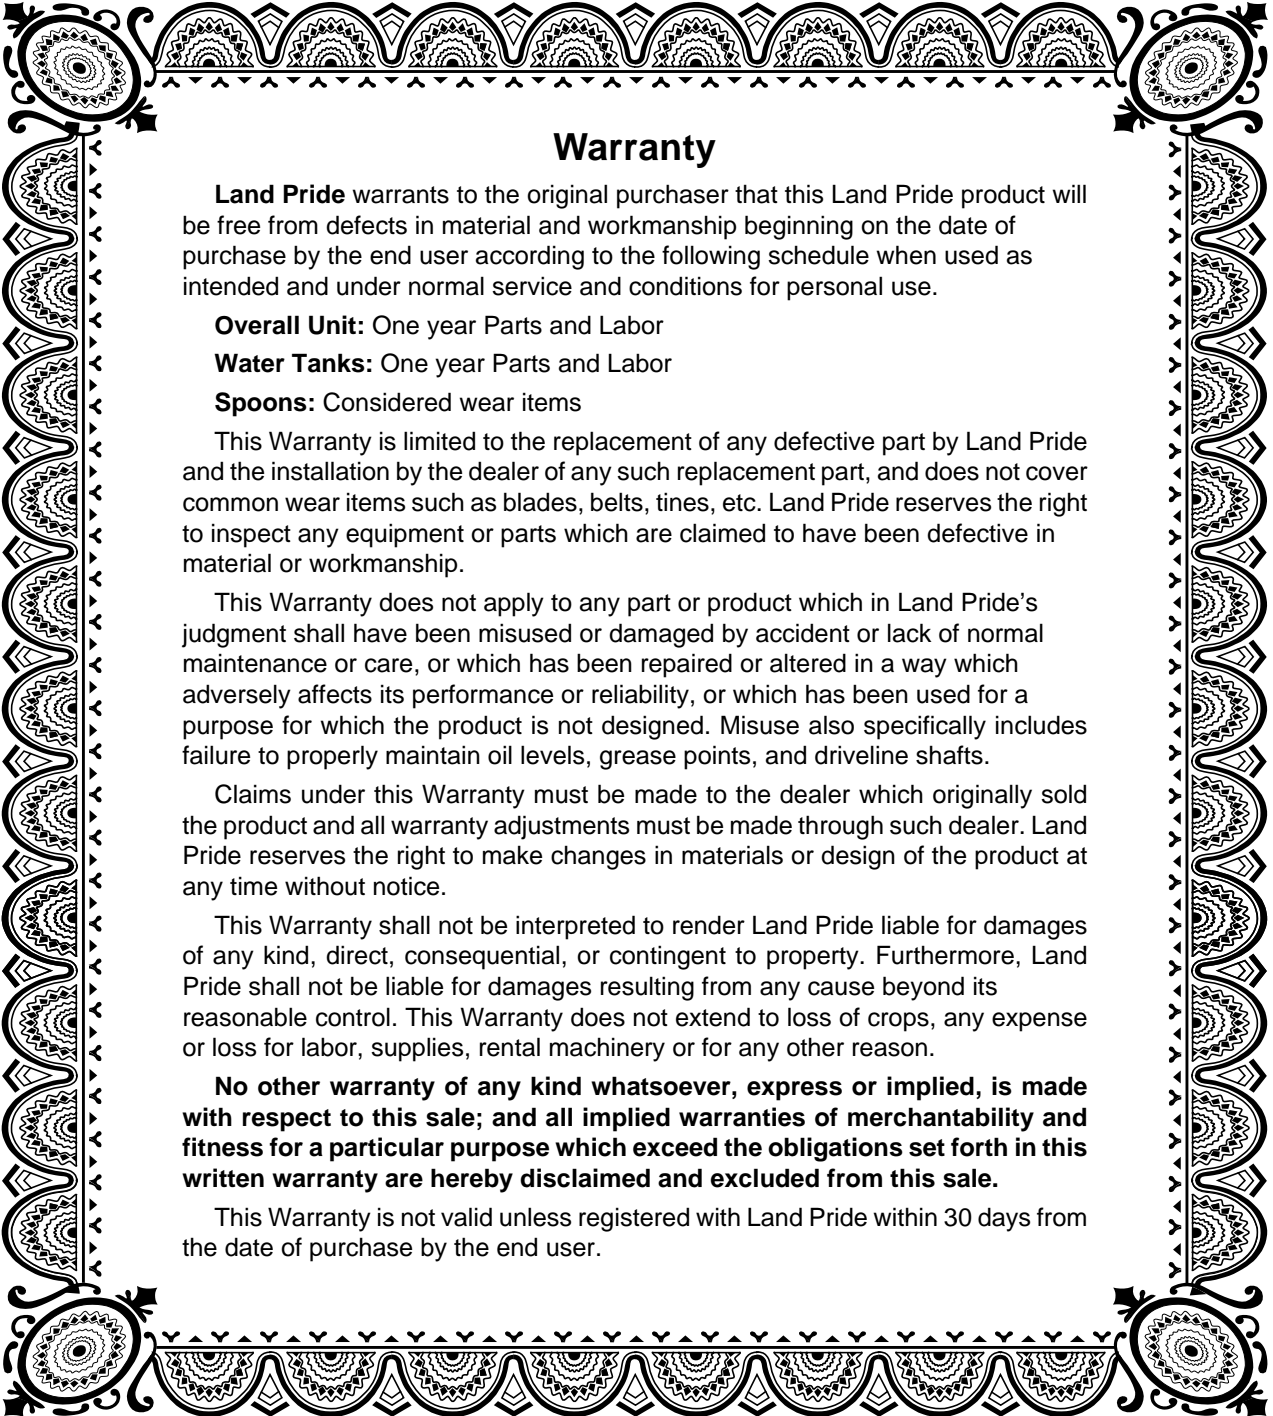 Warranty
Land Pride warrants to the original purchaser that this Land Pride product will
be free from defects in material and workmanship beginning on the date of
purchase by the end user according to the following schedule when used as
intended and under normal service and conditions for personal use.
Overall Unit: One year Parts and Labor
Water Tanks: One year Parts and Labor
Spoons: Considered wear items
This Warranty is limited to the replacement of any defective part by Land Pride
and the installation by the dealer of any such replacement part, and does not cover
common wear items such as blades, belts, tines, etc. Land Pride reserves the right
to inspect any equipment or parts which are claimed to have been defective in
material or workmanship.
This Warranty does not apply to any part or product which in Land Pride’s
judgment shall have been misused or damaged by accident or lack of normal
maintenance or care, or which has been repaired or altered in a way which
adversely affects its performance or reliability, or which has been used for a
purpose for which the product is not designed. Misuse also specifically includes
failure to properly maintain oil levels, grease points, and driveline shafts.
Claims under this Warranty must be made to the dealer which originally sold
the product and all warranty adjustments must be made through such dealer. Land
Pride reserves the right to make changes in materials or design of the product at
any time without notice.
This Warranty shall not be interpreted to render Land Pride liable for damages
of any kind, direct, consequential, or contingent to property. Furthermore, Land
Pride shall not be liable for damages resulting from any cause beyond its
reasonable control. This Warranty does not extend to loss of crops, any expense
or loss for labor, supplies, rental machinery or for any other reason.
No other warranty of any kind whatsoever, express or implied, is made
with respect to this sale; and all implied warranties of merchantability and
fitness for a particular purpose which exceed the obligations set forth in this
written warranty are hereby disclaimed and excluded from this sale.
This Warranty is not valid unless registered with Land Pride within 30 days from
the date of purchase by the end user.